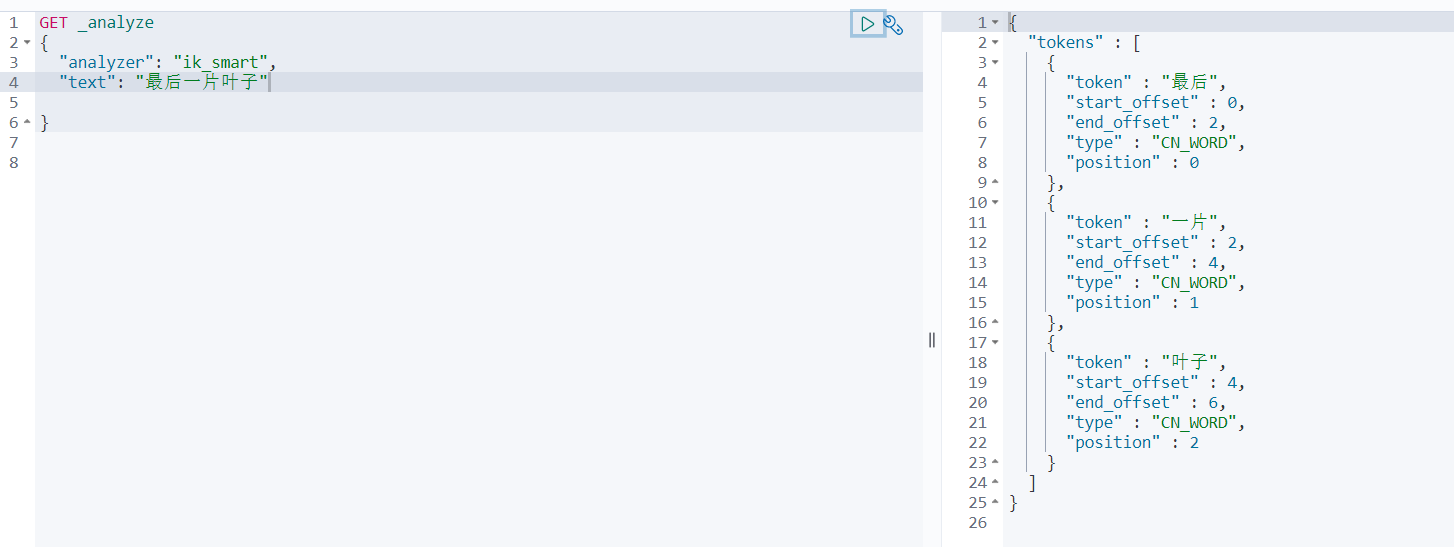 1 GET _analyze
2 {
3 "analyzer": "ik_smart",
4 "text": "最后一片叶子"
5
6 }
7
8
1 {
2 "tokens" : [
3 {
4 "token" : "最后",
5 "start_offset" : 0,
6 "end_offset" : 2,
7 "type" : "CN_WORD",
8 "position" : 0
9 },
10 {
11 "token" : "一片",
12 "start_offset" : 2,
13 "end_offset" : 4,
14 "type" : "CN_WORD",
15 "position" : 1
16 },
17 {
18 "token" : "叶子",
19 "start_offset" : 4,
20 "end_offset" : 6,
21 "type" : "CN_WORD",
22 "position" : 2
23 }
24 ]
25 }
26